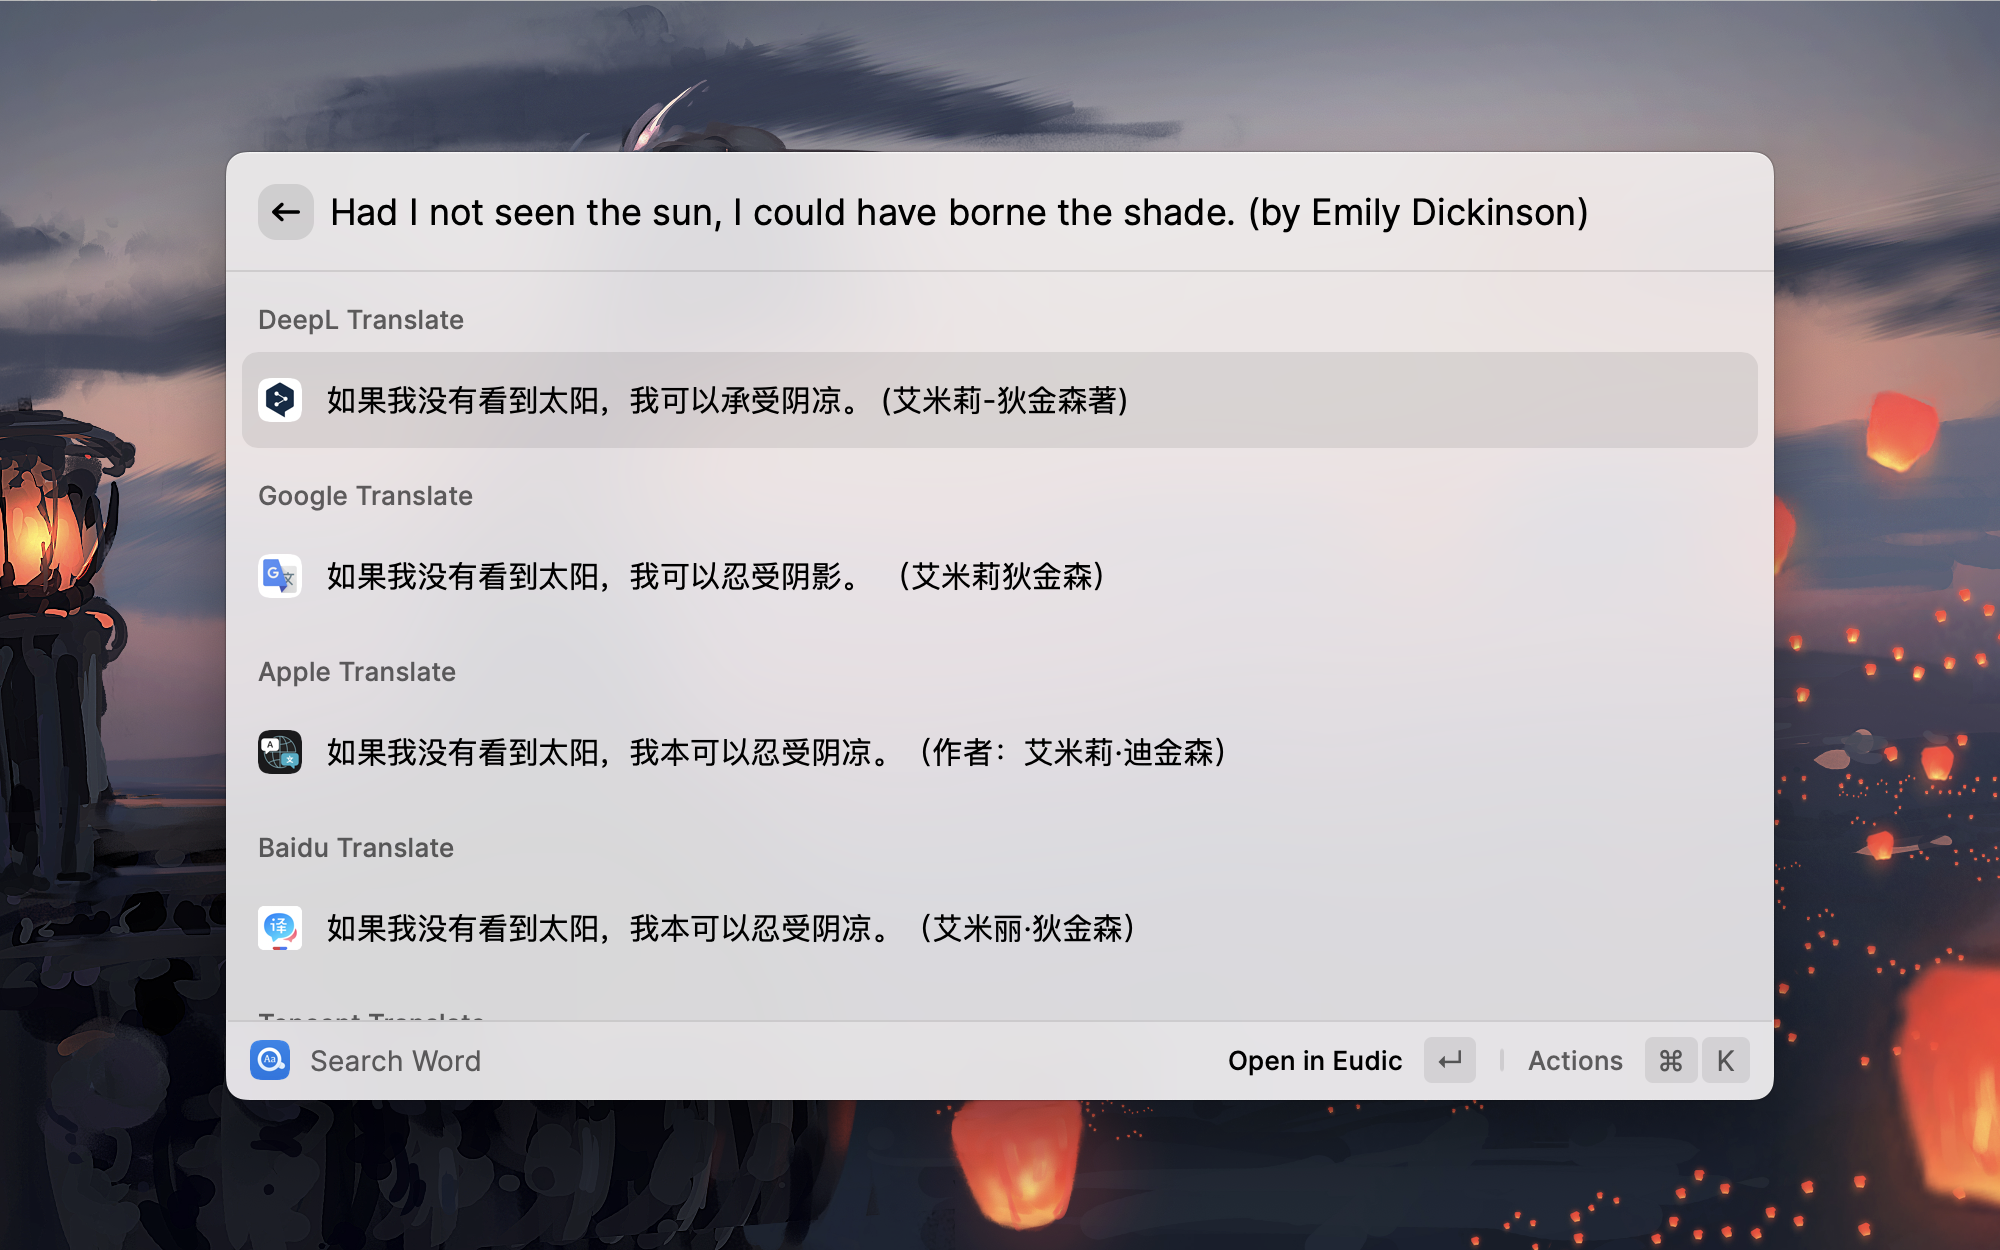 Had I not seen the sun, I could have borne the shade. (by Emily Dickinson)
DeepL Translate
如果我没有看到太阳，我可以承受阴凉。 (艾米莉-狄金森著)
Google Translate
如果我没有看到太阳，我可以忍受阴影。 （艾米莉狄金森）
Apple Translate
如果我没有看到太阳，我本可以忍受阴凉。（作者：艾米莉·迪金森）
Baidu Translate
如果我没有看到太阳，我本可以忍受阴凉。（艾米丽·狄金森）
Tencent Translate
Search Word
Open in Eudic ↵ | Actions ⌘ K